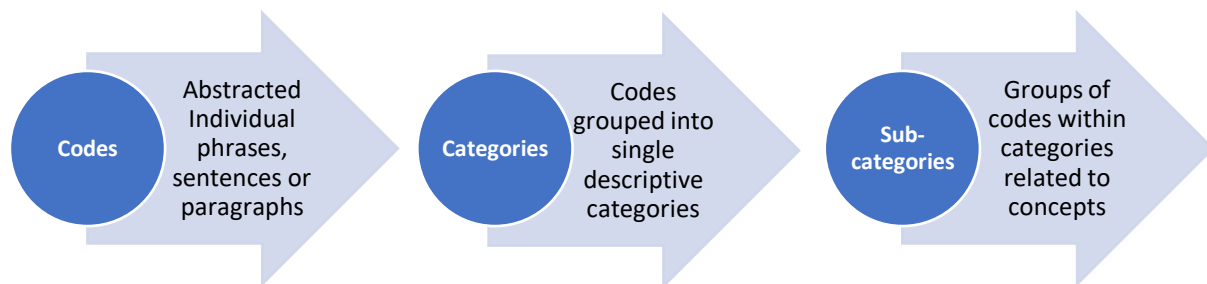 Codes
Abstracted
Individual
phrases,
sentences or
paragraphs
Categories
Codes
grouped into
single
descriptive
categories
Sub-
categories
Groups of
codes within
categories
related to
concepts